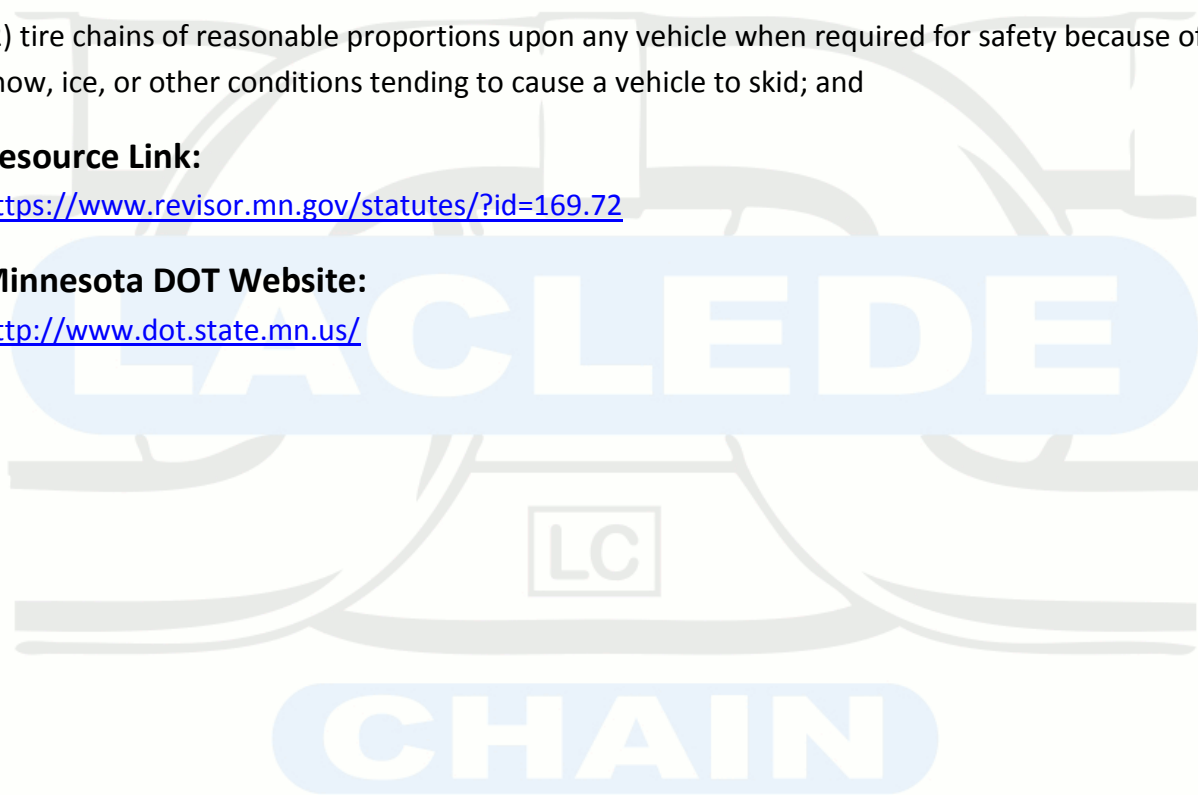 ) tire chains of reasonable proportions upon any vehicle when required for safety because of
now, ice, or other conditions tending to cause a vehicle to skid; and
esource Link:
ttps://www.revisor.mn.gov/statutes/?id=169.72
Minnesota DOT Website:
ttp://www.dot.state.mn.us/
LACLEDE
LC
CHAIN